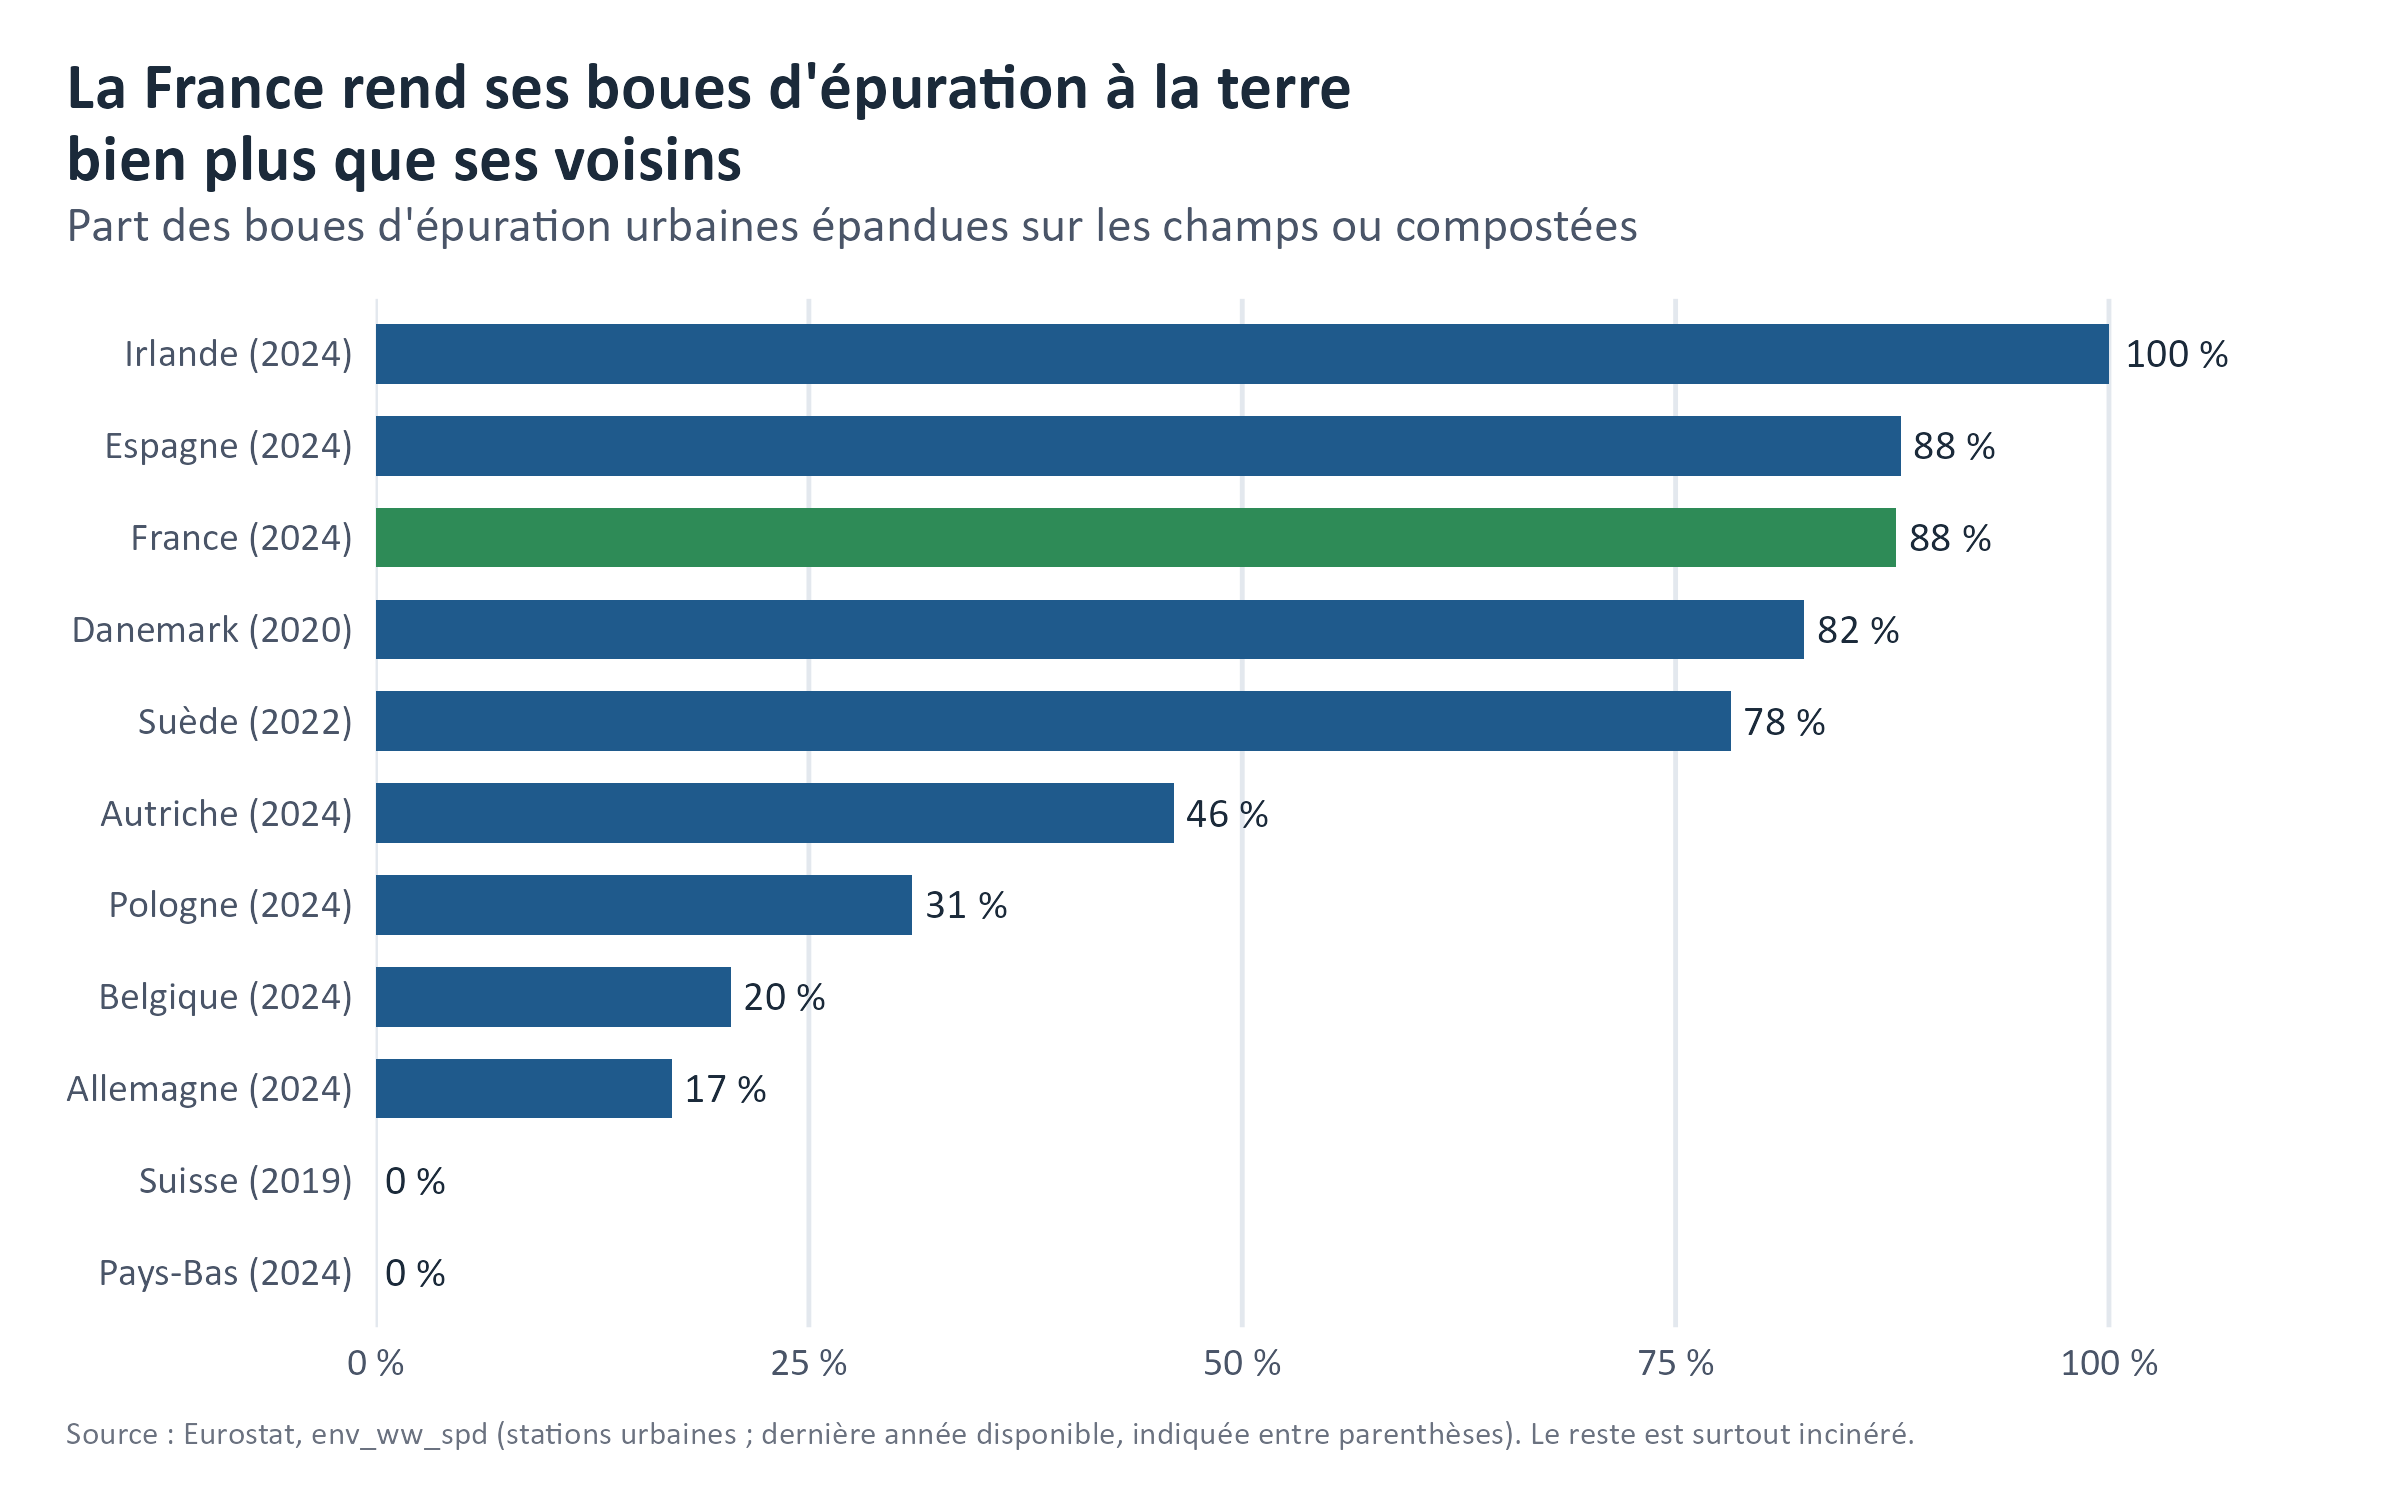 La France rend ses boues d'épuration à la terre
bien plus que ses voisins
Part des boues d'épuration urbaines épandues sur les champs ou compostées
Irlande (2024) 100 %
Espagne (2024) 88 %
France (2024) 88 %
Danemark (2020) 82 %
Suède (2022) 78 %
Autriche (2024) 46 %
Pologne (2024) 31 %
Belgique (2024) 20 %
Allemagne (2024) 17 %
Suisse (2019) 0 %
Pays-Bas (2024) 0 %
0 % 25 % 50 % 75 % 100 %
Source : Eurostat, env_ww_spd (stations urbaines ; dernière année disponible, indiquée entre parenthèses). Le reste est surtout incinéré.